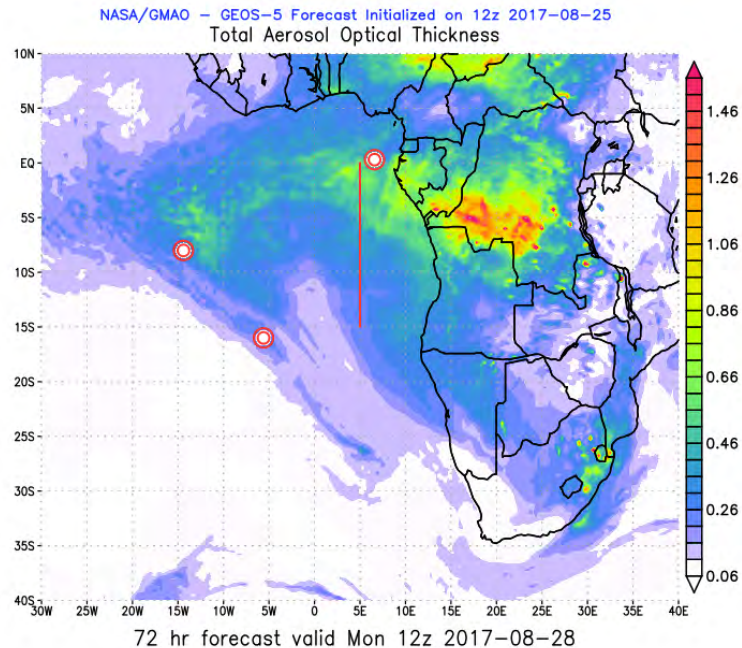 NASA/GMAO - GEOS-5 Forecast Initialized on 12z 2017-08-25
Total Aerosol Optical Thickness
10N
5N
EQ
5S
10S
15S
20S
25S
30S
35S
40S
30W 25W 20W 15W 10W 5W 0 5E 10E 15E 20E 25E 30E 35E 40E
1.46
1.26
1.06
0.86
0.66
0.46
0.26
0.06
72 hr forecast valid Mon 12z 2017-08-28